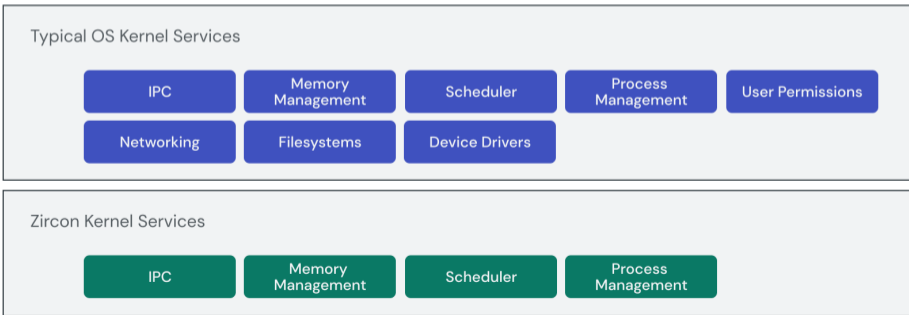 Typical OS Kernel Services
IPC
Memory
Management
Scheduler
Process
Management
User Permissions
Networking
Filesystems
Device Drivers
Zircon Kernel Services
IPC
Memory
Management
Scheduler
Process
Management